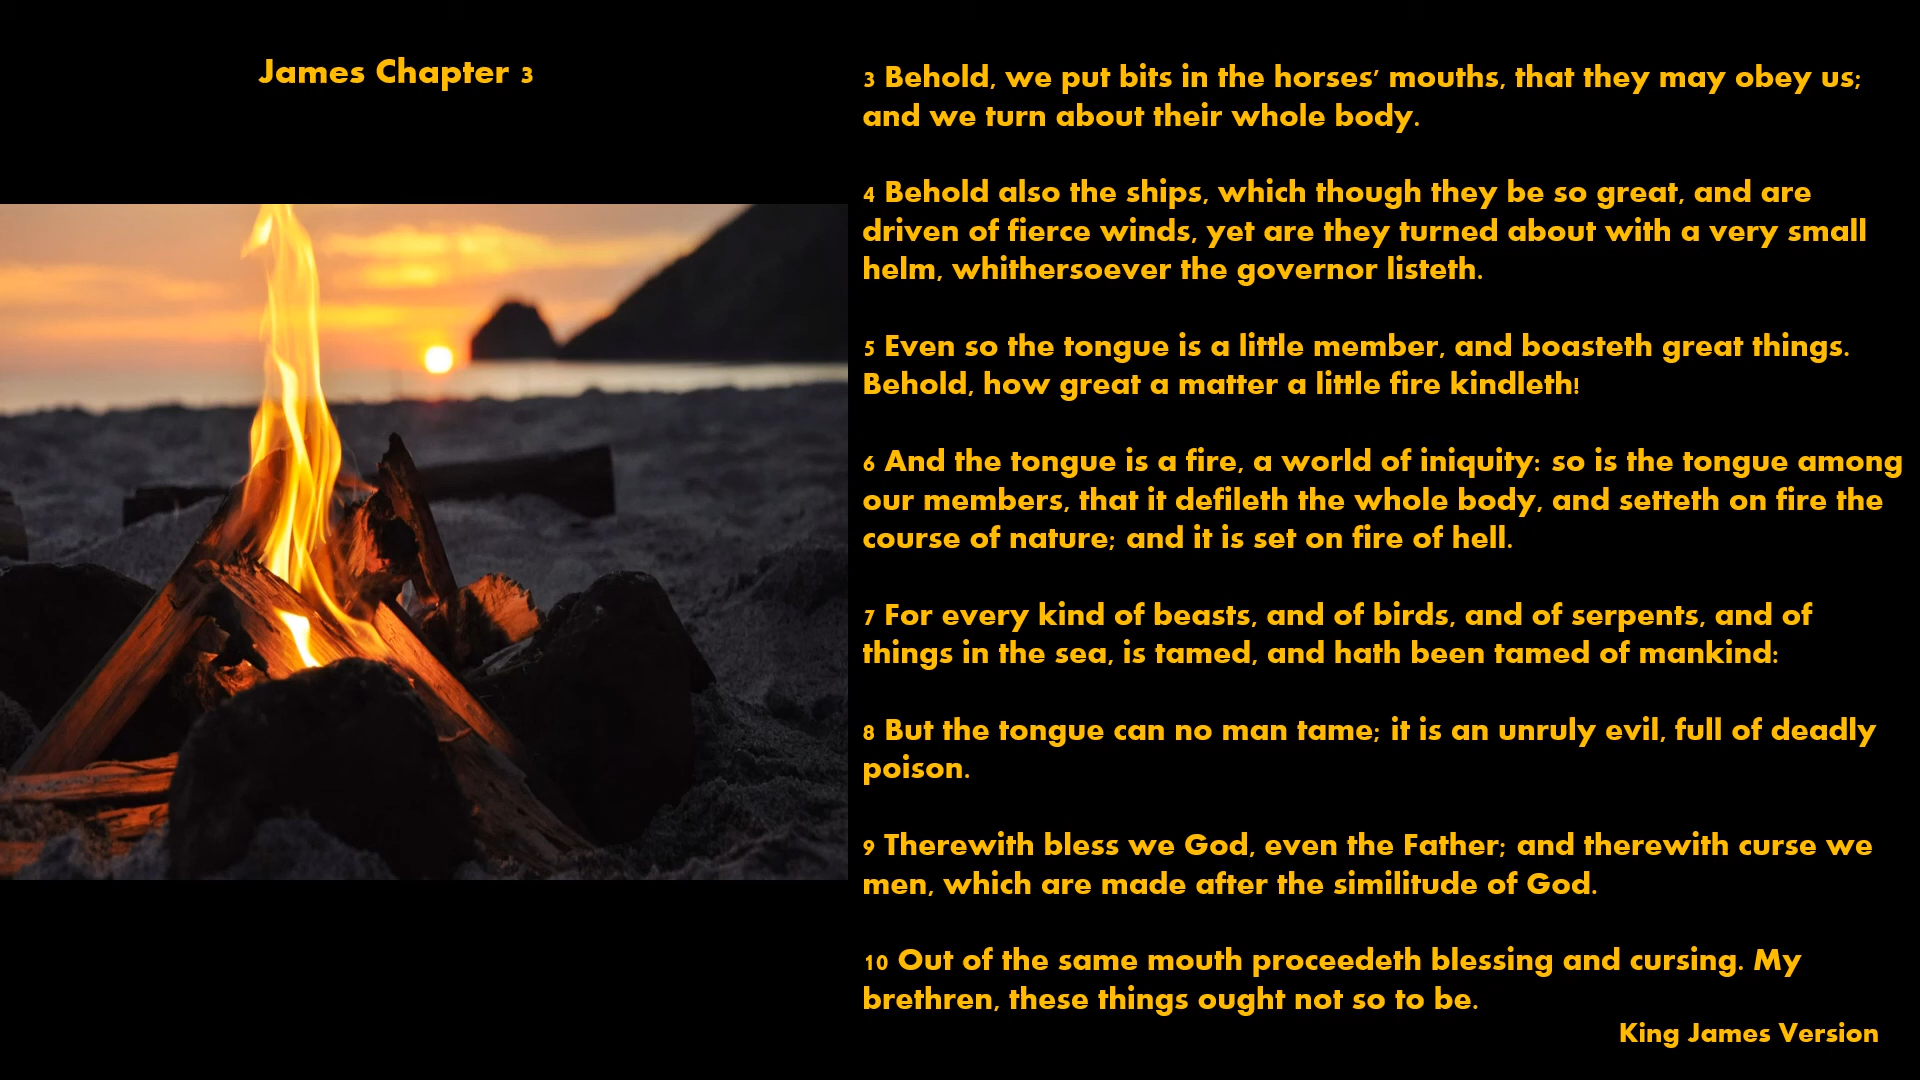 James Chapter 3
3 Behold, we put bits in the horses’ mouths, that they may obey us;
and we turn about their whole body.
4 Behold also the ships, which though they be so great, and are
driven of fierce winds, yet are they turned about with a very small
helm, whithersoever the governor listeth.
5 Even so the tongue is a little member, and boasteth great things.
Behold, how great a matter a little fire kindleth!
6 And the tongue is a fire, a world of iniquity: so is the tongue among
our members, that it defileth the whole body, and setteth on fire the
course of nature; and it is set on fire of hell.
7 For every kind of beasts, and of birds, and of serpents, and of
things in the sea, is tamed, and hath been tamed of mankind:
8 But the tongue can no man tame; it is an unruly evil, full of deadly
poison.
9 Therewith bless we God, even the Father; and therewith curse we
men, which are made after the similitude of God.
10 Out of the same mouth proceedeth blessing and cursing. My
brethren, these things ought not so to be.
King James Version